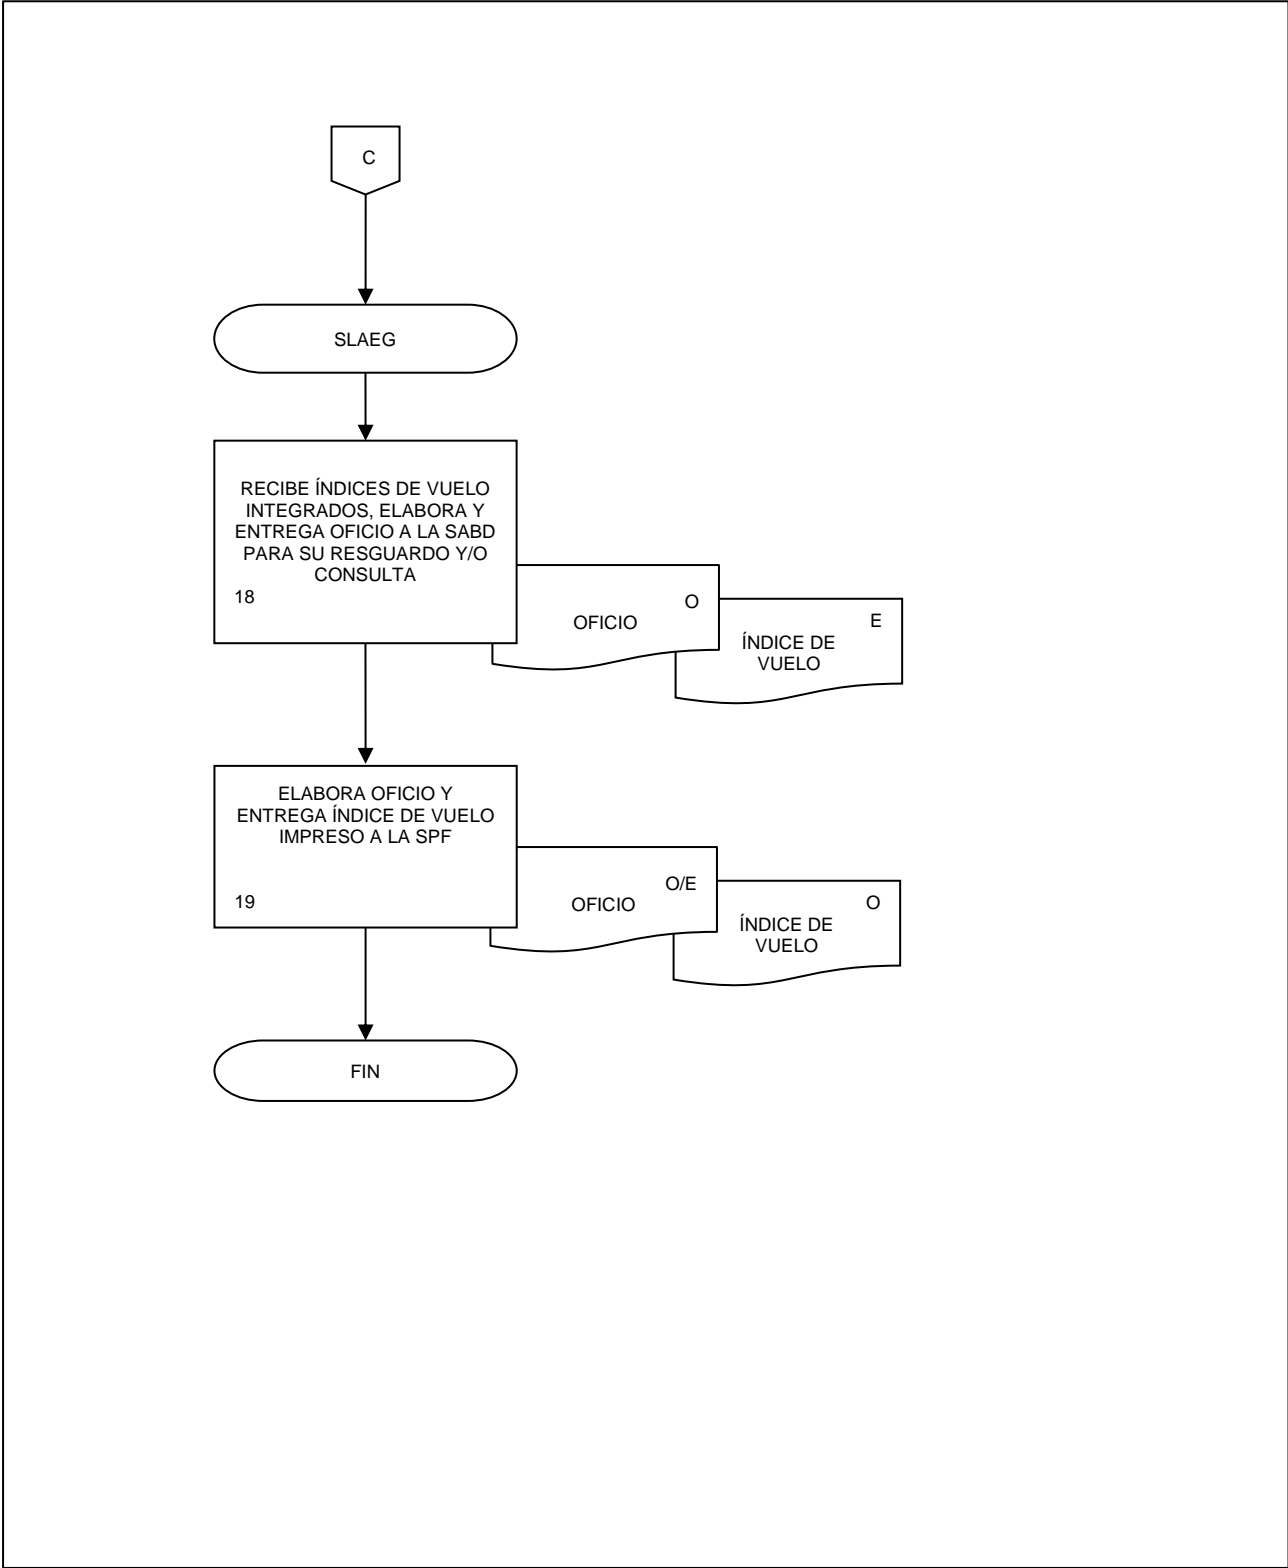 C
SLAEG
RECIBE ÍNDICES DE VUELO
INTEGRADOS, ELABORA Y
ENTREGA OFICIO A LA SABD
PARA SU RESGUARDO Y/O
CONSULTA
18
O
OFICIO
E
ÍNDICE DE
VUELO
ELABORA OFICIO Y
ENTREGA ÍNDICE DE VUELO
IMPRESO A LA SPF
19
O/E
OFICIO
O
ÍNDICE DE
VUELO
FIN